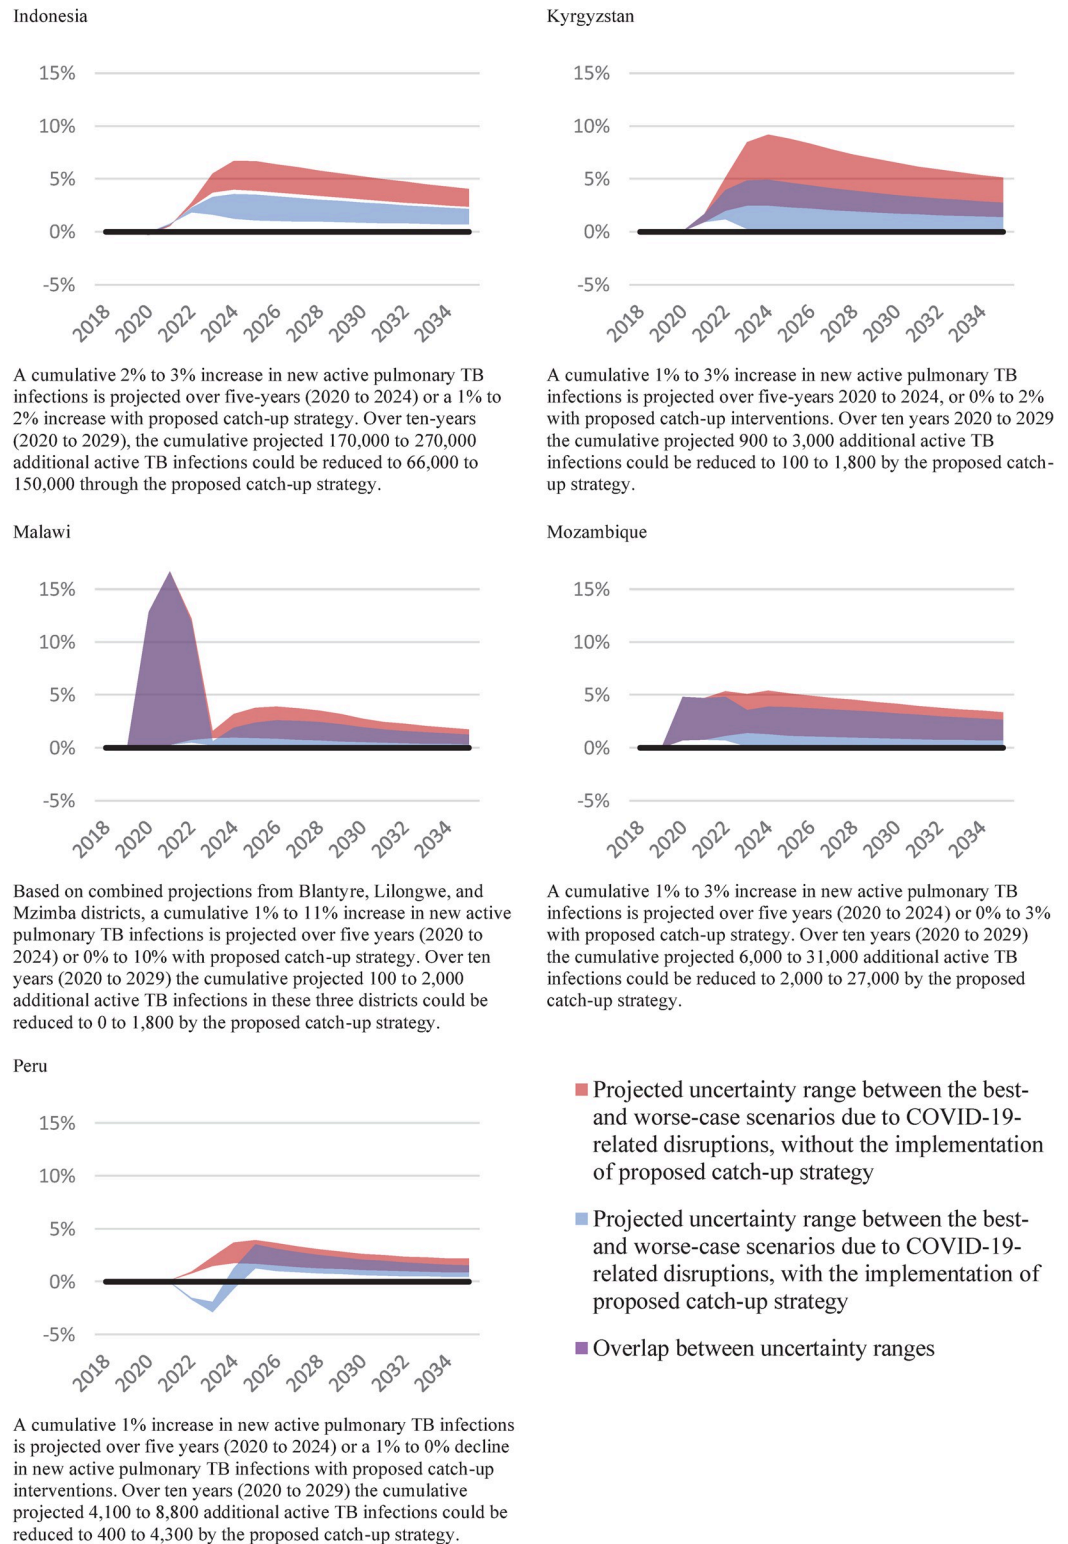 Indonesia
15%
10%
5%
0%
-5%
2018 2020 2022 2024 2026 2028 2030 2032 2034
A cumulative 2% to 3% increase in new active pulmonary TB
infections is projected over five-years (2020 to 2024) or a 1% to
2% increase with proposed catch-up strategy. Over ten-years
(2020 to 2029), the cumulative projected 170,000 to 270,000
additional active TB infections could be reduced to 66,000 to
150,000 through the proposed catch-up strategy.
Kyrgyzstan
15%
10%
5%
0%
-5%
2018 2020 2022 2024 2026 2028 2030 2032 2034
A cumulative 1% to 3% increase in new active pulmonary TB
infections is projected over five-years 2020 to 2024, or 0% to 2%
with proposed catch-up interventions. Over ten years 2020 to 2029
the cumulative projected 900 to 3,000 additional active TB
infections could be reduced to 100 to 1,800 by the proposed catch-
up strategy.
Malawi
15%
10%
5%
0%
-5%
2018 2020 2022 2024 2026 2028 2030 2032 2034
Based on combined projections from Blantyre, Lilongwe, and
Mzimba districts, a cumulative 1% to 11% increase in new active
pulmonary TB infections is projected over five years (2020 to
2024) or 0% to 10% with proposed catch-up strategy. Over ten
years (2020 to 2029) the cumulative projected 100 to 2,000
additional active TB infections in these three districts could be
reduced to 0 to 1,800 by the proposed catch-up strategy.
Mozambique
15%
10%
5%
0%
-5%
2018 2020 2022 2024 2026 2028 2030 2032 2034
A cumulative 1% to 3% increase in new active pulmonary TB
infections is projected over five years (2020 to 2024) or 0% to 3%
with proposed catch-up strategy. Over ten years (2020 to 2029)
the cumulative projected 6,000 to 31,000 additional active TB
infections could be reduced to 2,000 to 27,000 by the proposed
catch-up strategy.
Peru
15%
10%
5%
0%
-5%
2018 2020 2022 2024 2026 2028 2030 2032 2034
A cumulative 1% increase in new active pulmonary TB infections
is projected over five years (2020 to 2024) or a 1% to 0% decline
in new active pulmonary TB infections with proposed catch-up
interventions. Over ten years (2020 to 2029) the cumulative
projected 4,100 to 8,800 additional active TB infections could be
reduced to 400 to 4,300 by the proposed catch-up strategy.
Projected uncertainty range between the best-
and worse-case scenarios due to COVID-19-
related disruptions, without the implementation
of proposed catch-up strategy
Projected uncertainty range between the best-
and worse-case scenarios due to COVID-19-
related disruptions, with the implementation of
proposed catch-up strategy
Overlap between uncertainty ranges